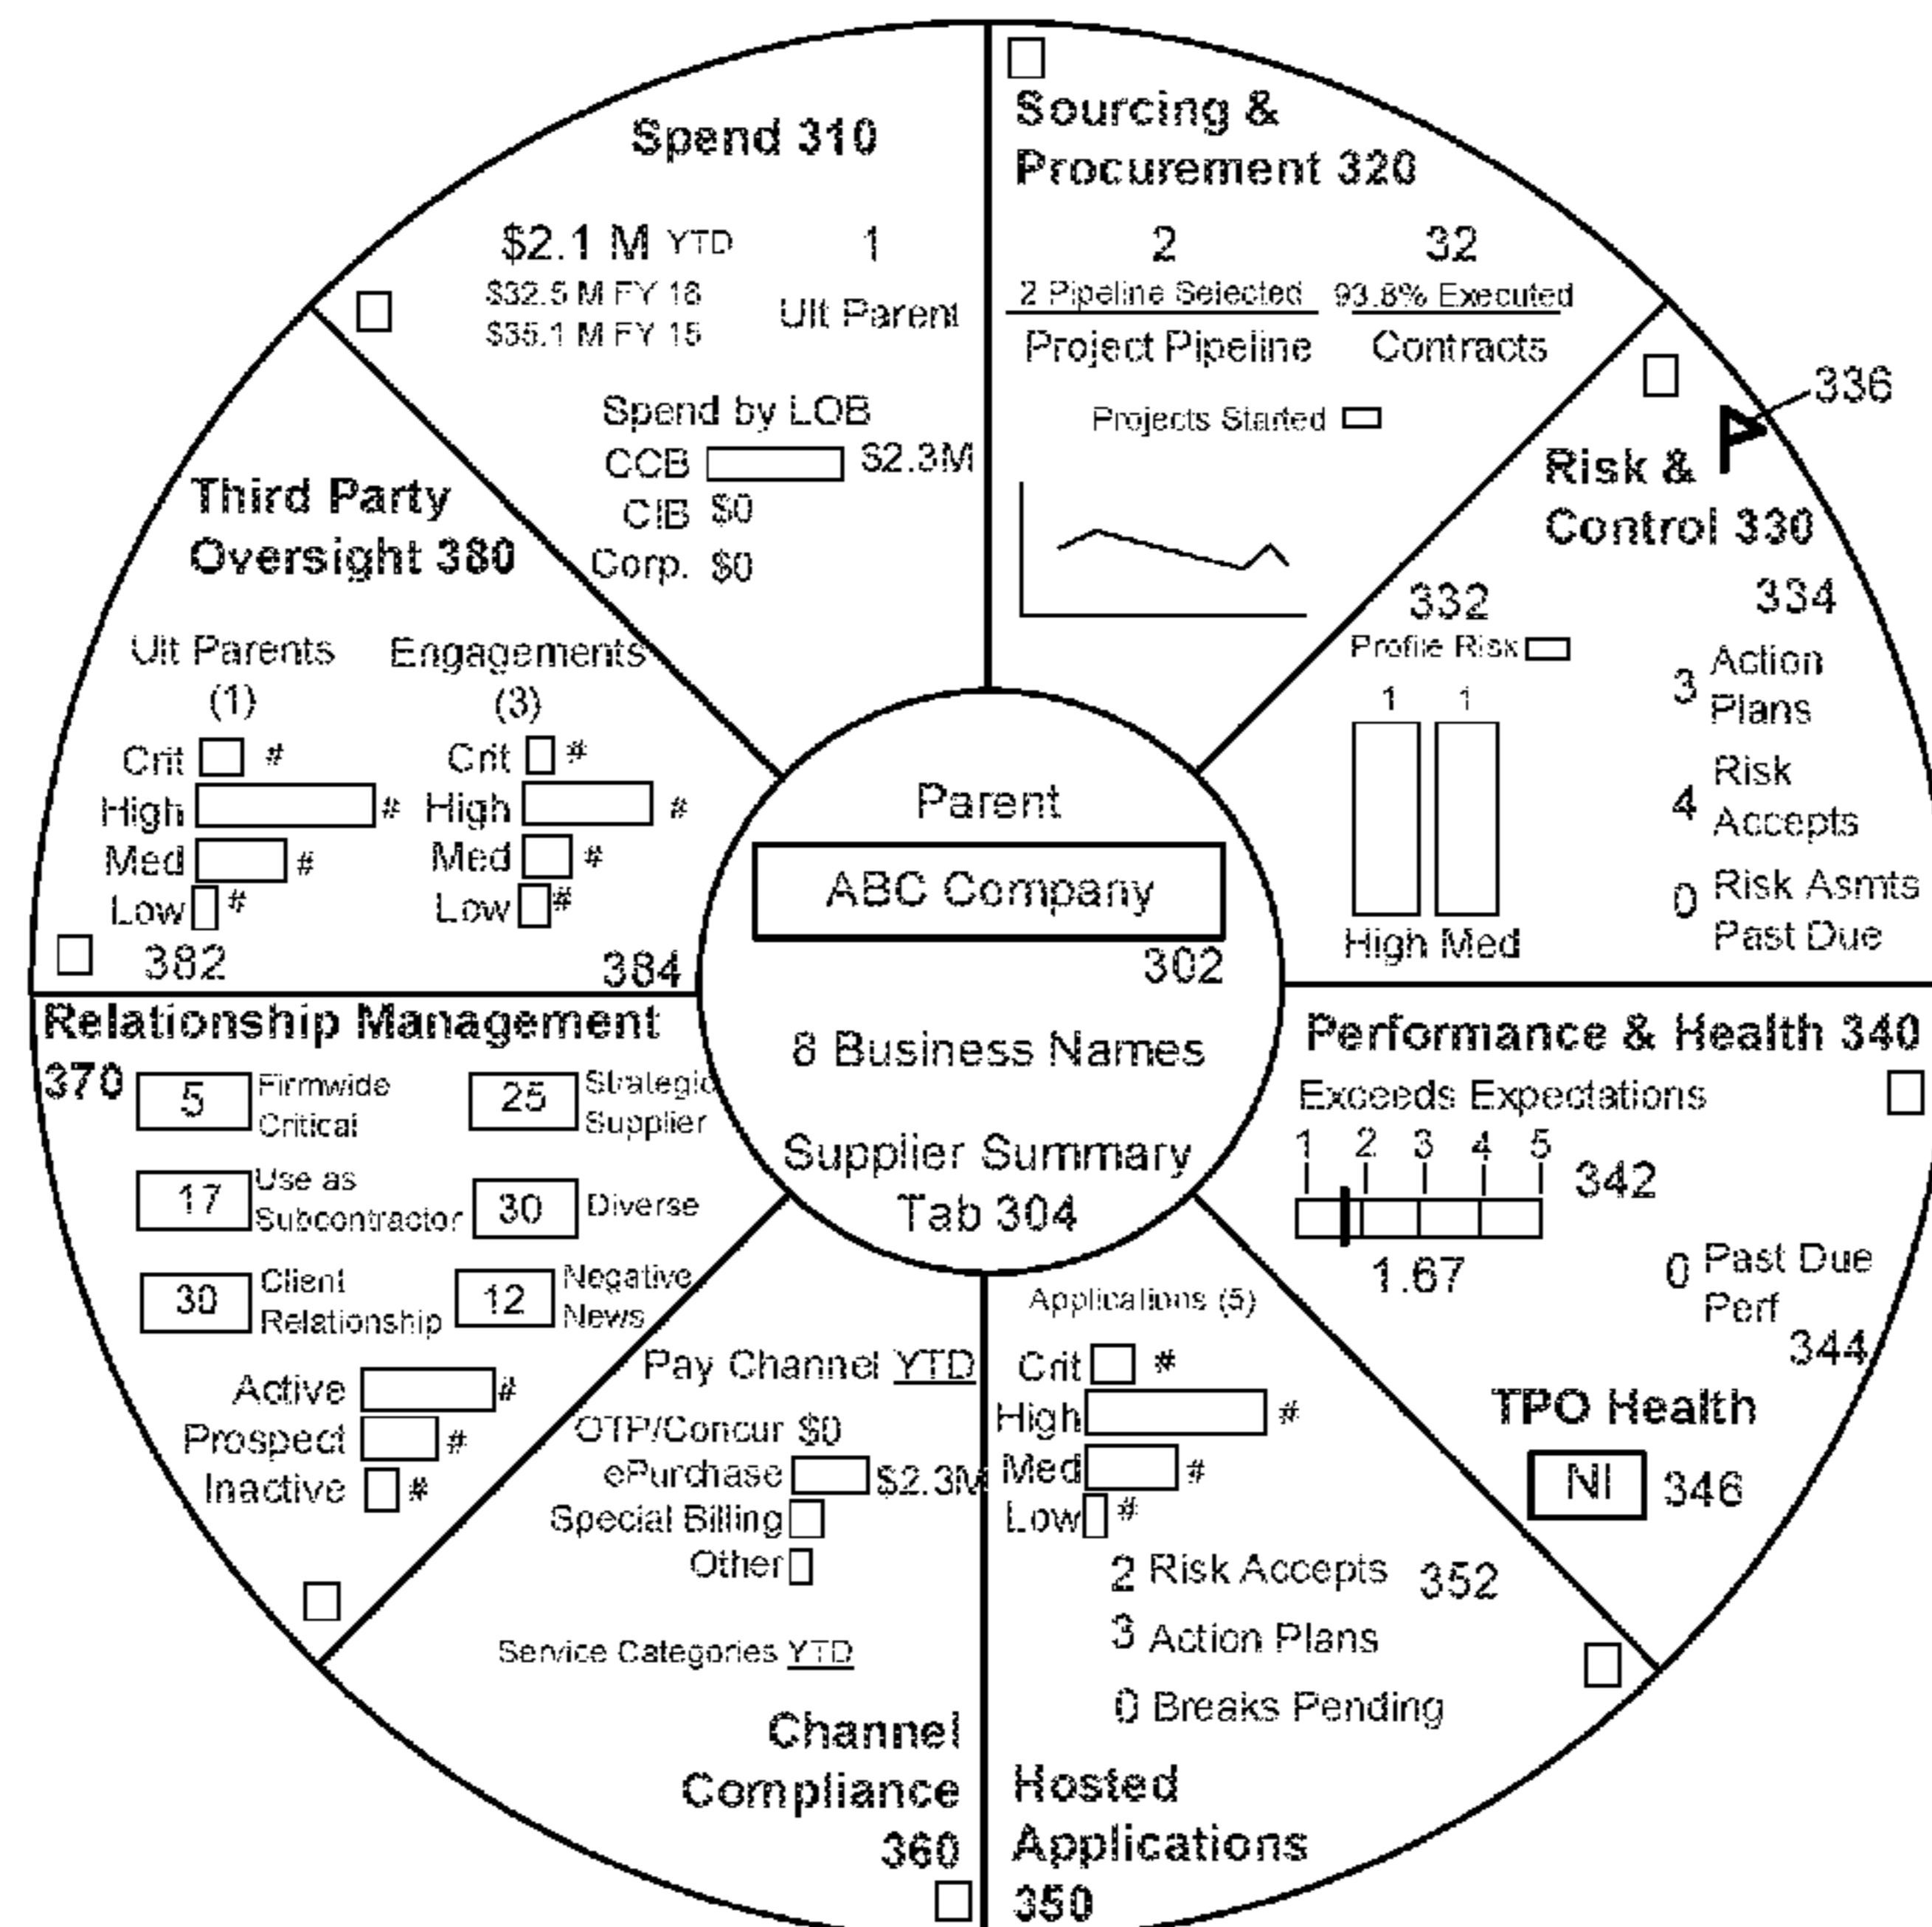 Spend 310
$2.1 M YTD
$32.5 M FY 16
$35.1 M FY 15
1
Ult Parent
Spend by LOB
CCB $2.3M
CIB $0
Corp. $0
Sourcing &
Procurement 320
2
2 Pipeline Selected
Project Pipeline
32
93.8% Executed
Contracts
Projects Started
336
Risk &
Control 330
332
Profile Risk
1 1
High Med
334
3 Action
Plans
4 Risk
Accepts
0 Risk Asmts
Past Due
Performance & Health 340
Exceeds Expectations
1 2 3 4 5
342
1.67
0 Past Due
Perf
344
TPO Health
NI 346
Applications (5)
Crit #
High #
Med #
Low #
2 Risk Accepts 352
3 Action Plans
0 Breaks Pending
Hosted
Applications
350
Pay Channel YTD
OTP/Concur $0
ePurchase $2.3M
Special Billing
Other
Service Categories YTD
Channel
Compliance
360
Relationship Management
370
5 Firmwide
Critical
25 Strategic
Supplier
17 Use as
Subcontractor
30 Diverse
30 Client
Relationship
12 Negative
News
Active #
Prospect #
Inactive #
Third Party
Oversight 380
Ult Parents
(1)
Crit #
High #
Med #
Low #
382
Engagements
(3)
Crit #
High #
Med #
Low #
384
Parent
ABC Company
302
8 Business Names
Supplier Summary
Tab 304